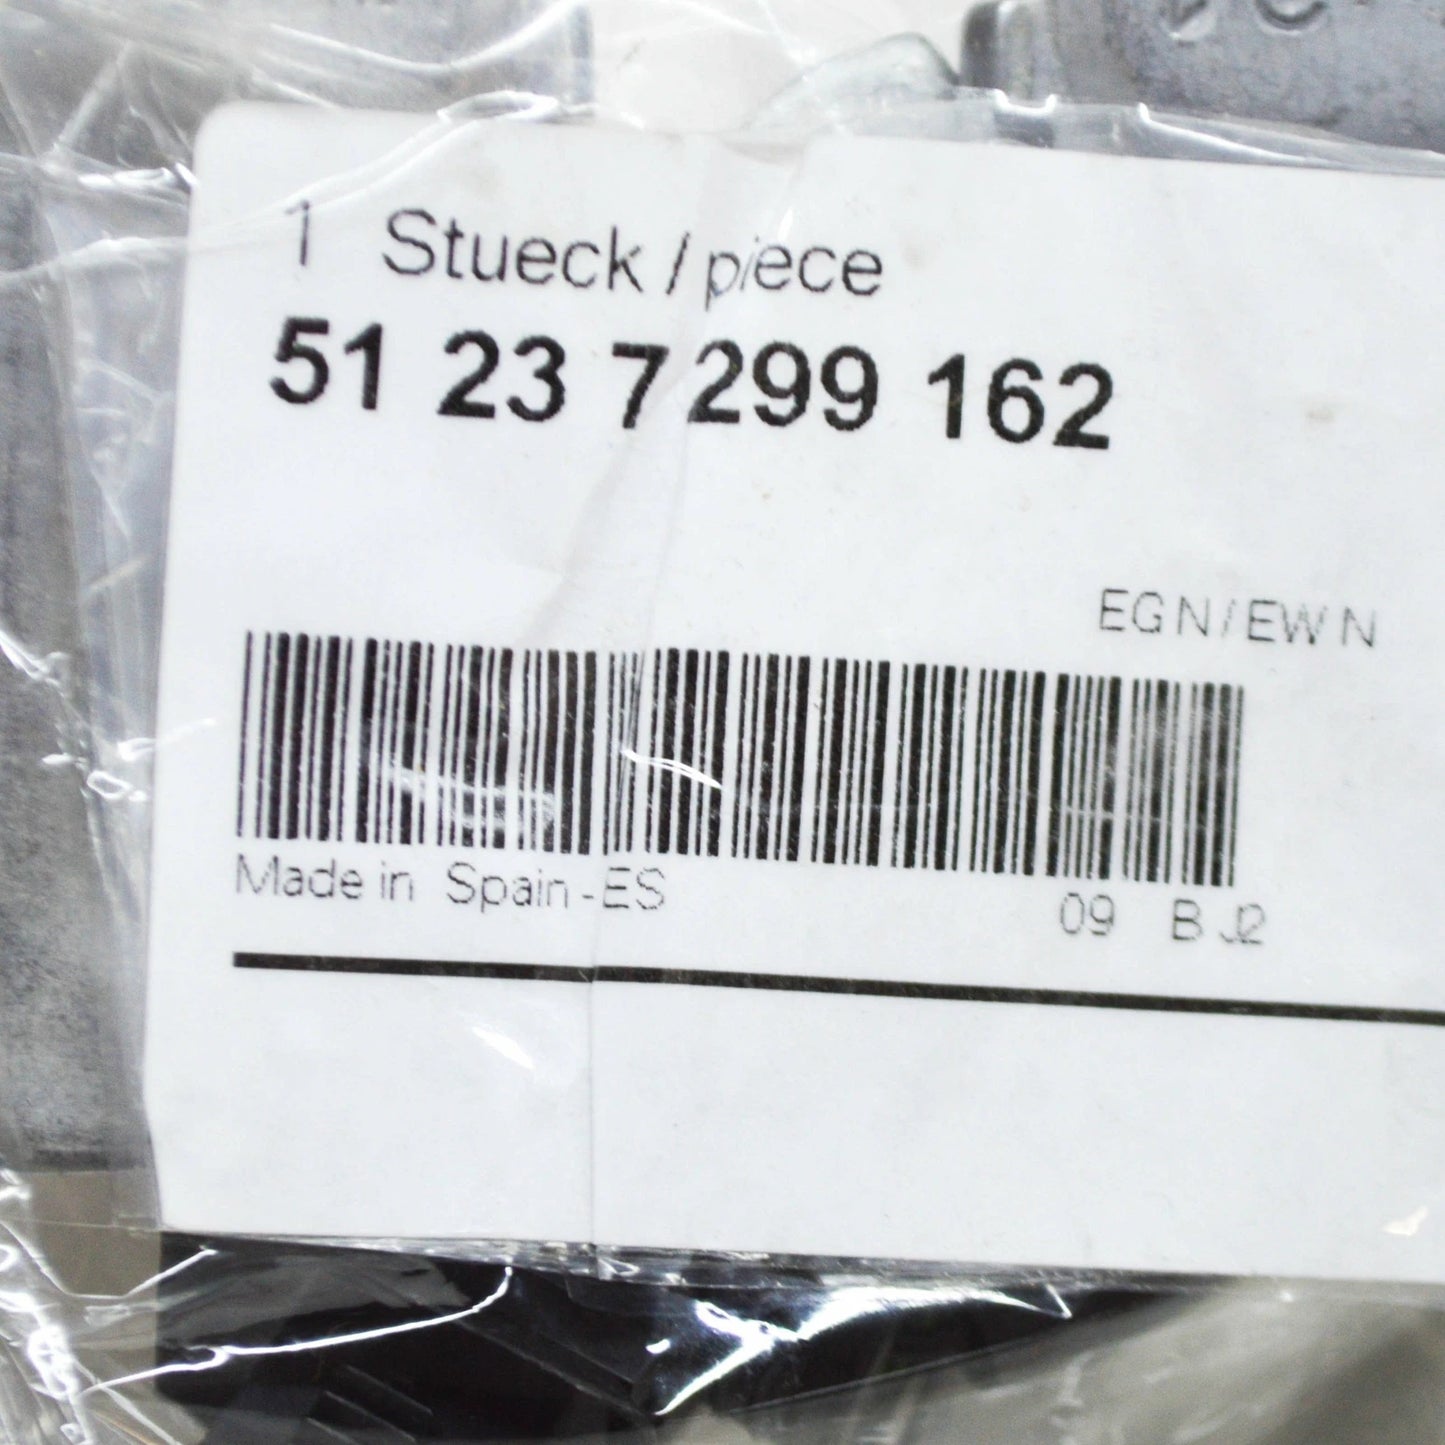 1 Stueck / piece
51 23 7 299 162
EGN/EWN
Made in Spain-ES
09 B J2